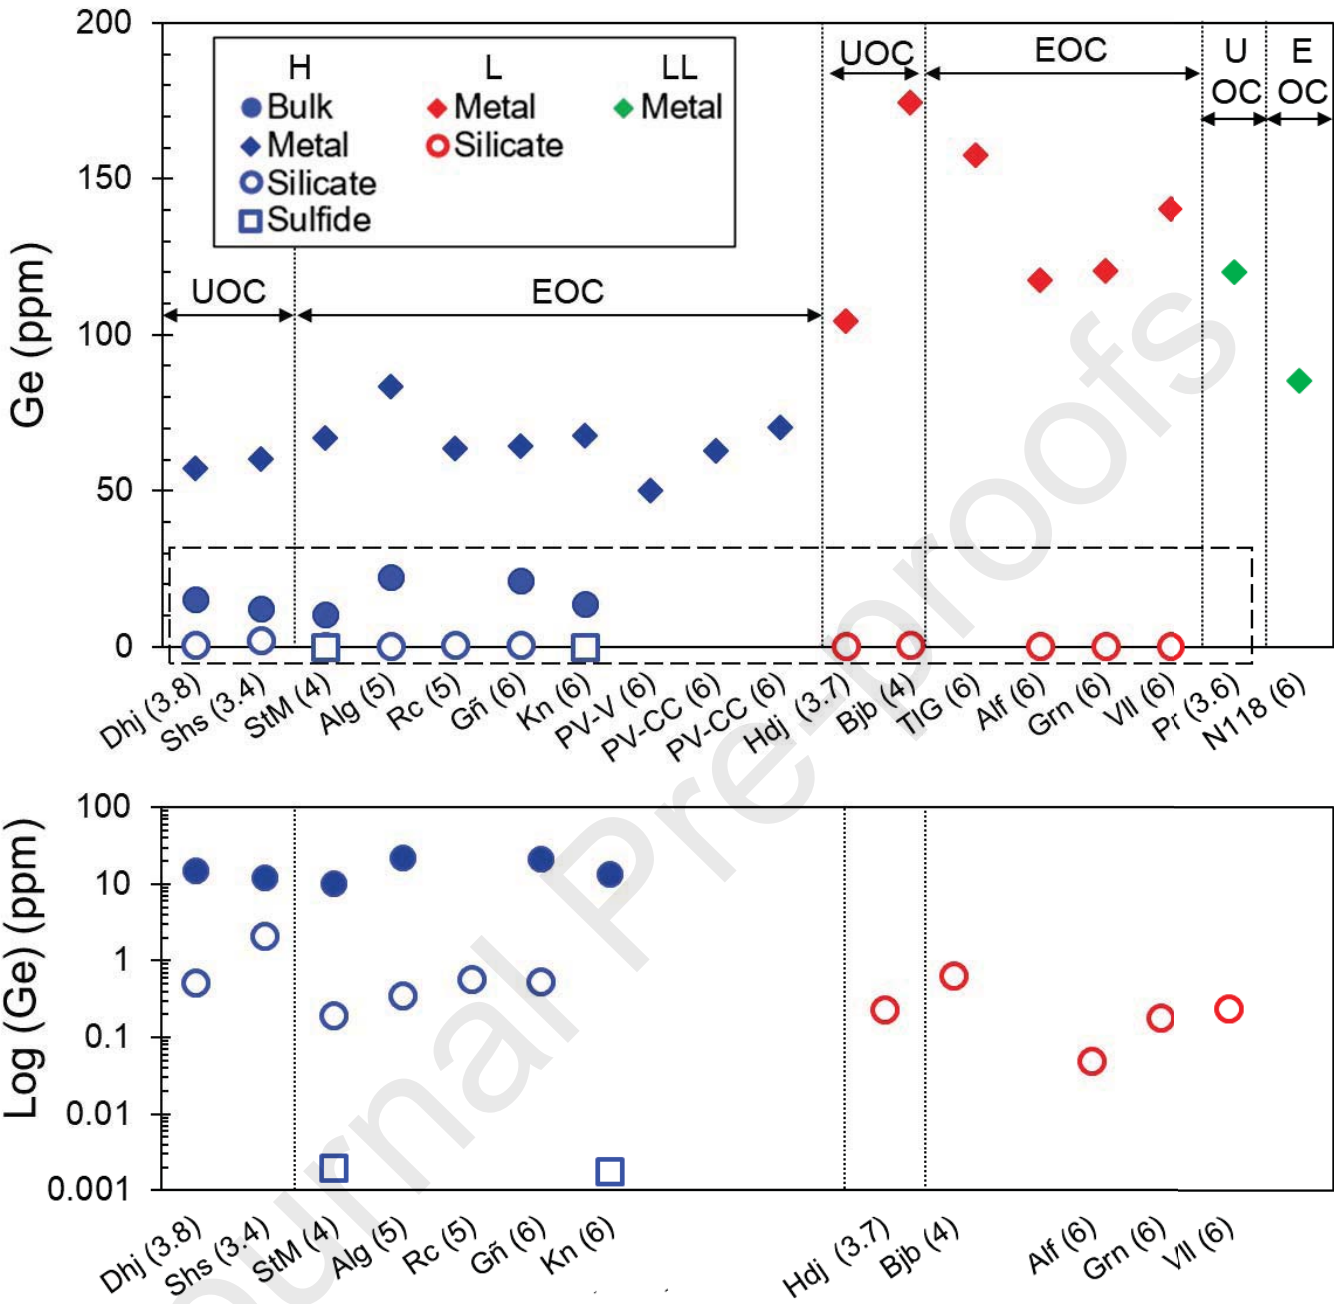 200
150
100
50
0
Ge (ppm)
H L LL
Bulk Metal Metal
Metal Silicate
Silicate
Sulfide
UOC EOC U E
OC OC
UOC EOC
Dhj (3.8) Shs (3.4) StM (4) Alg (5) Rc (5) Gñ (6) Kn (6) PV-V (6) PV-CC (6) PV-CC (6) Hdj (3.7) Bjb (4) TIG (6) Alf (6) Grn (6) Vll (6) Pr (3.6) N118 (6)
100
10
1
0.1
0.01
0.001
Log (Ge) (ppm)
Dhj (3.8) Shs (3.4) StM (4) Alg (5) Rc (5) Gñ (6) Kn (6) Hdj (3.7) Bjb (4) Alf (6) Grn (6) Vll (6)
Journal Pre-proofs